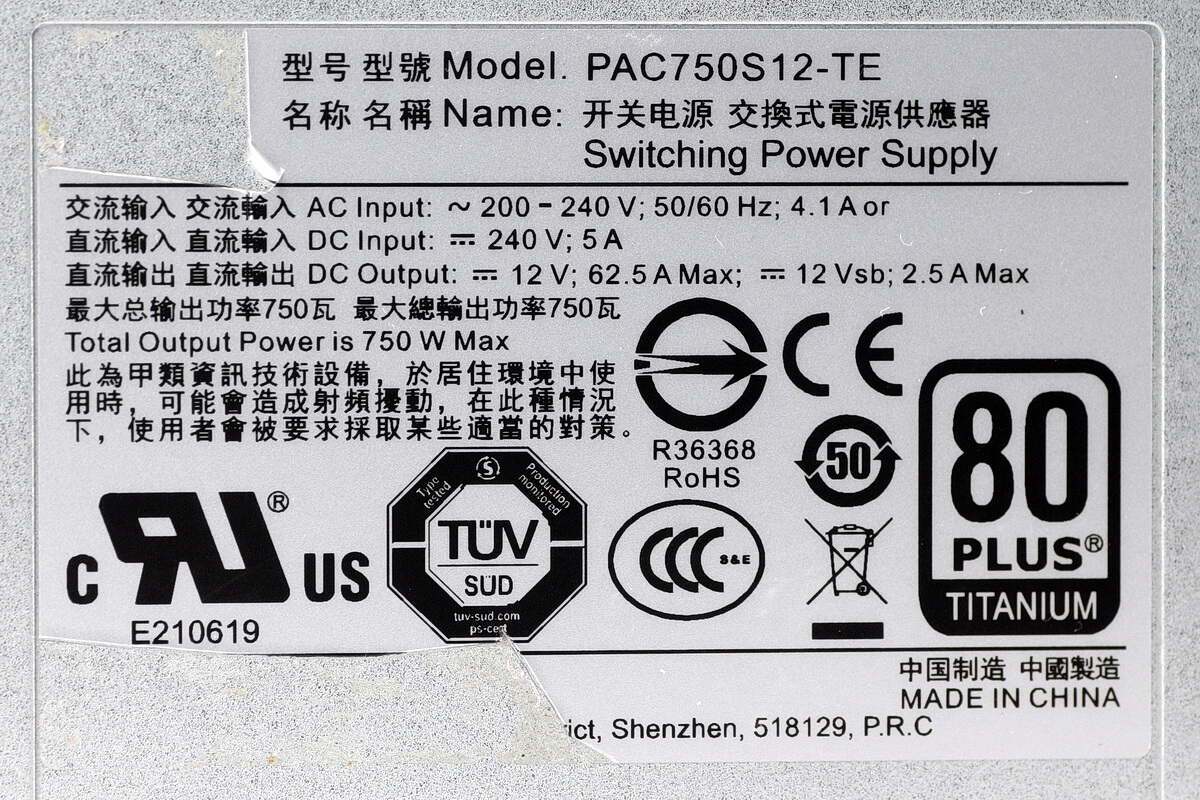 型号 型號 Model. PAC750S12-TE
名称 名稱 Name: 开关电源 交換式電源供應器
Switching Power Supply
交流输入 交流輸入 AC Input: ~ 200 - 240 V; 50/60 Hz; 4.1 A or
直流输入 直流輸入 DC Input: ⎓ 240 V; 5 A
直流输出 直流輸出 DC Output: ⎓ 12 V; 62.5 A Max; ⎓ 12 Vsb; 2.5 A Max
最大总输出功率750瓦 最大總輸出功率750瓦
Total Output Power is 750 W Max
此為甲類資訊技術設備，於居住環境中使
用時，可能會造成射頻擾動，在此種情況
下，使用者會被要求採取某些適當的對策。
R36368
RoHS
CE
50
80
PLUS®
TITANIUM
C RU® US
E210619
Type tested
Production monitored
TÜV
SÜD
tuv-sud.com
ps-cert
CCC S&E
中国制造 中國製造
MADE IN CHINA
ict, Shenzhen, 518129, P.R.C